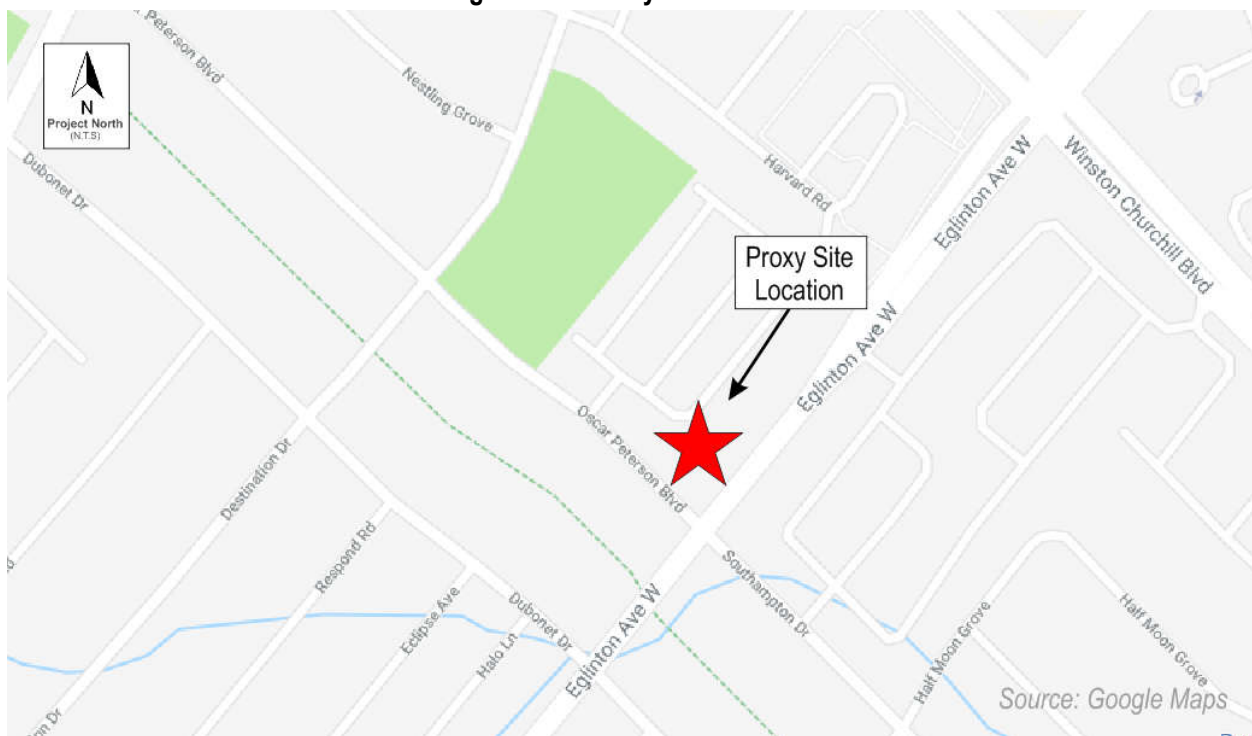 Peterson Blvd
N
Project North
(N.T.S)
Nestling Grove
Dubonet Dr
Harvard Rd
Eglinton Ave W
Winston Churchill Blvd
Proxy Site
Location
Eglinton Ave W
Oscar Peterson Blvd
Destination Dr
Respond Rd
Southampton Dr
Eclipse Ave
Dubonet Dr
Halo Ln
Eglinton Ave W
Half Moon Grove
Half Moon Grove
Source: Google Maps